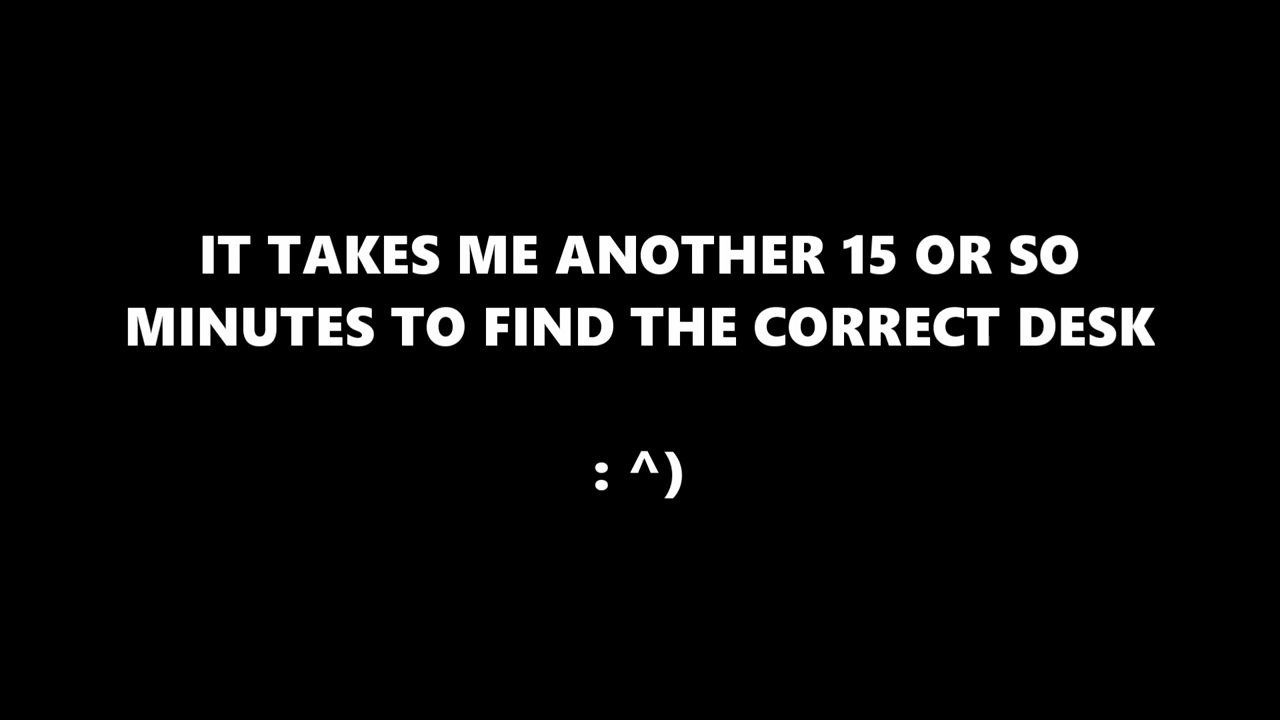 IT TAKES ME ANOTHER 15 OR SO
MINUTES TO FIND THE CORRECT DESK
: ^)